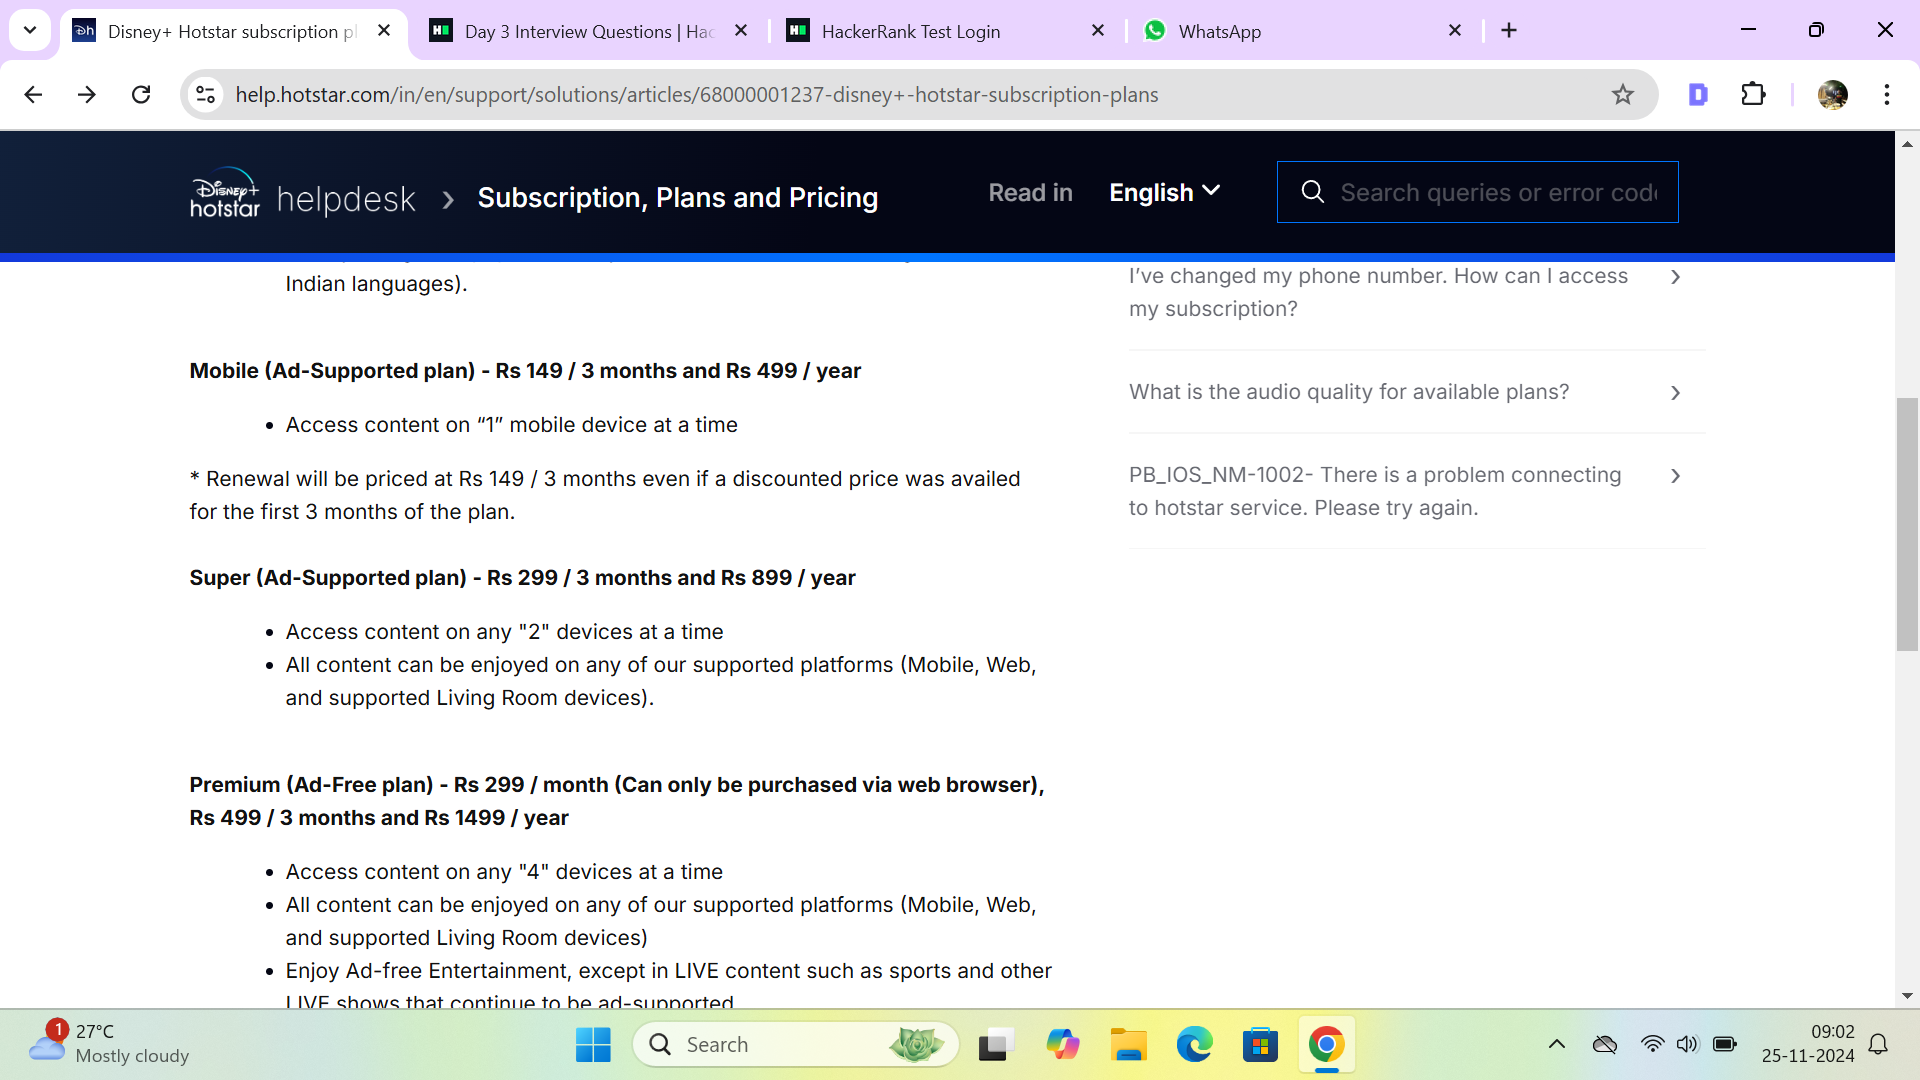 Disney+ Hotstar subscription pl
Day 3 Interview Questions | Hac
HackerRank Test Login
WhatsApp
help.hotstar.com/in/en/support/solutions/articles/68000001237-disney+-hotstar-subscription-plans
Disney+ hotstar helpdesk > Subscription, Plans and Pricing
Read in English
Search queries or error code
Indian languages).
Mobile (Ad-Supported plan) - Rs 149 / 3 months and Rs 499 / year
• Access content on “1” mobile device at a time
* Renewal will be priced at Rs 149 / 3 months even if a discounted price was availed
for the first 3 months of the plan.
Super (Ad-Supported plan) - Rs 299 / 3 months and Rs 899 / year
• Access content on any "2" devices at a time
• All content can be enjoyed on any of our supported platforms (Mobile, Web,
and supported Living Room devices).
Premium (Ad-Free plan) - Rs 299 / month (Can only be purchased via web browser),
Rs 499 / 3 months and Rs 1499 / year
• Access content on any "4" devices at a time
• All content can be enjoyed on any of our supported platforms (Mobile, Web,
and supported Living Room devices)
• Enjoy Ad-free Entertainment, except in LIVE content such as sports and other
LIVE shows that continue to be ad-supported
I’ve changed my phone number. How can I access
my subscription?
What is the audio quality for available plans?
PB_IOS_NM-1002- There is a problem connecting
to hotstar service. Please try again.
1
27°C
Mostly cloudy
Search
09:02
25-11-2024